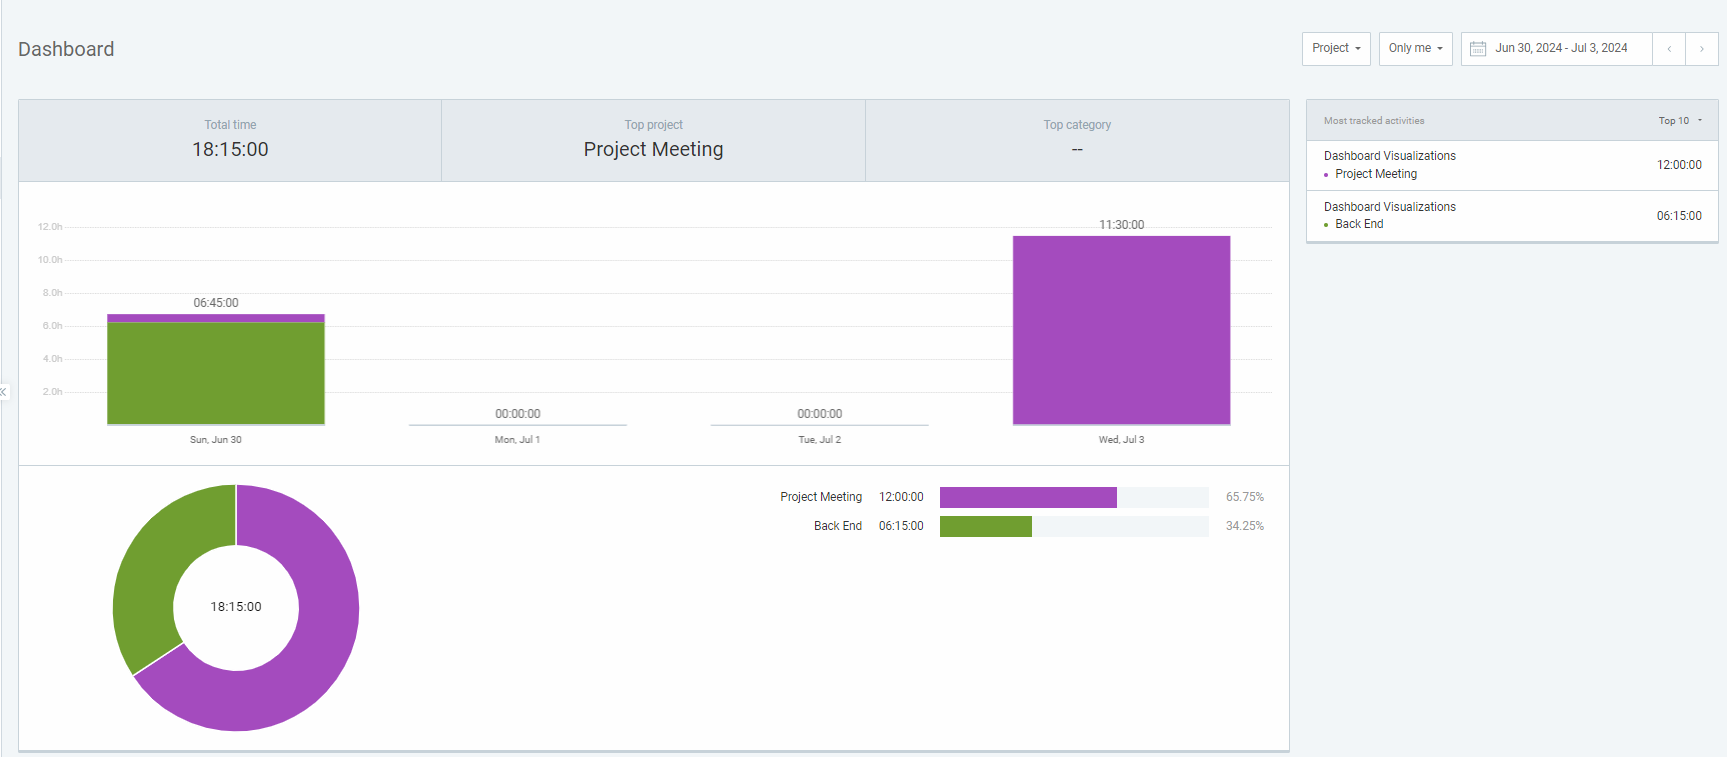 Dashboard
Project
Only me
Jun 30, 2024 - Jul 3, 2024
Total time
18:15:00
Top project
Project Meeting
Top category
--
12.0h
10.0h
8.0h
6.0h
4.0h
2.0h
06:45:00
00:00:00
00:00:00
11:30:00
Sun, Jun 30
Mon, Jul 1
Tue, Jul 2
Wed, Jul 3
18:15:00
Project Meeting 12:00:00 65.75%
Back End 06:15:00 34.25%
Most tracked activities Top 10
Dashboard Visualizations
Project Meeting
12:00:00
Dashboard Visualizations
Back End
06:15:00